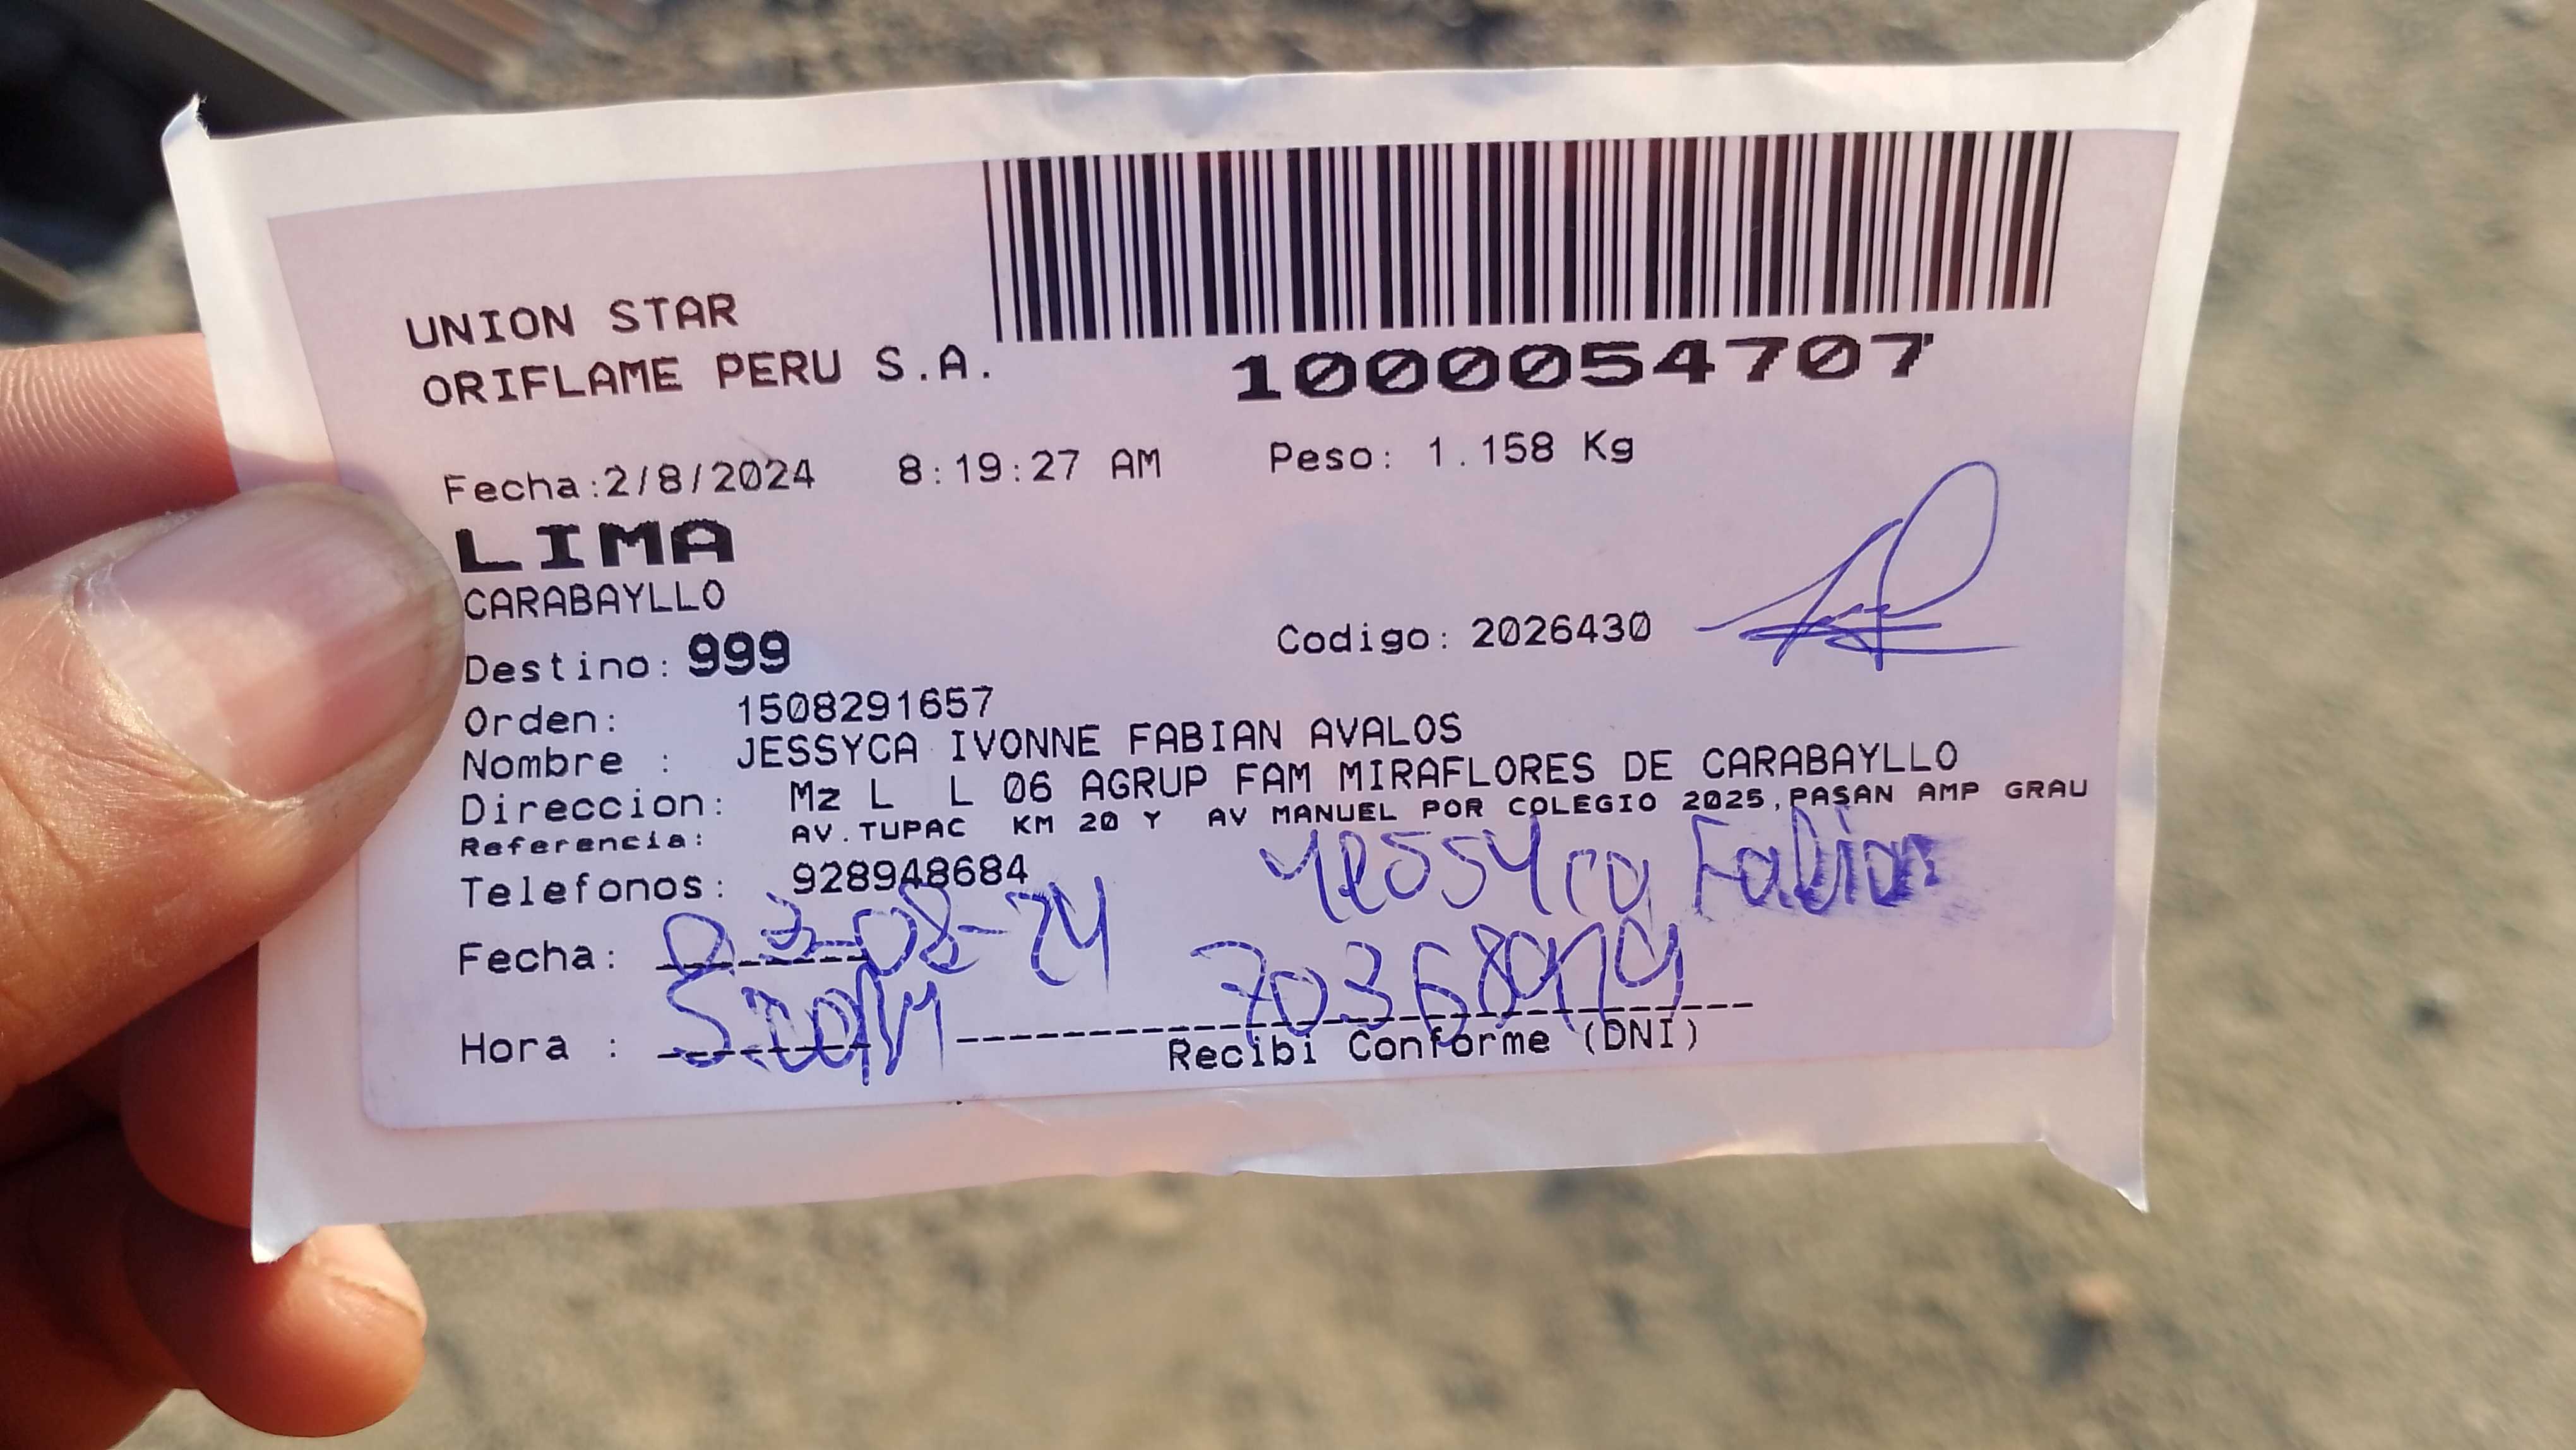 UNION STAR
ORIFLAME PERU S.A.
1000054707
Fecha:2/8/2024 8:19:27 AM Peso: 1.158 Kg
LIMA
CARABAYLLO
Destino: 999 Codigo: 2026430
Orden: 1508291657
Nombre : JESSYCA IVONNE FABIAN AVALOS
Direccion: Mz L L 06 AGRUP FAM MIRAFLORES DE CARABAYLLO
Referencia: AV.TUPAC KM 20 Y AV MANUEL POR COLEGIO 2025,PASAN AMP GRAU
Telefonos: 928948684
Yessyca Fabian
Fecha: 03-08-24
Hora :
Recibi Conforme (DNI)